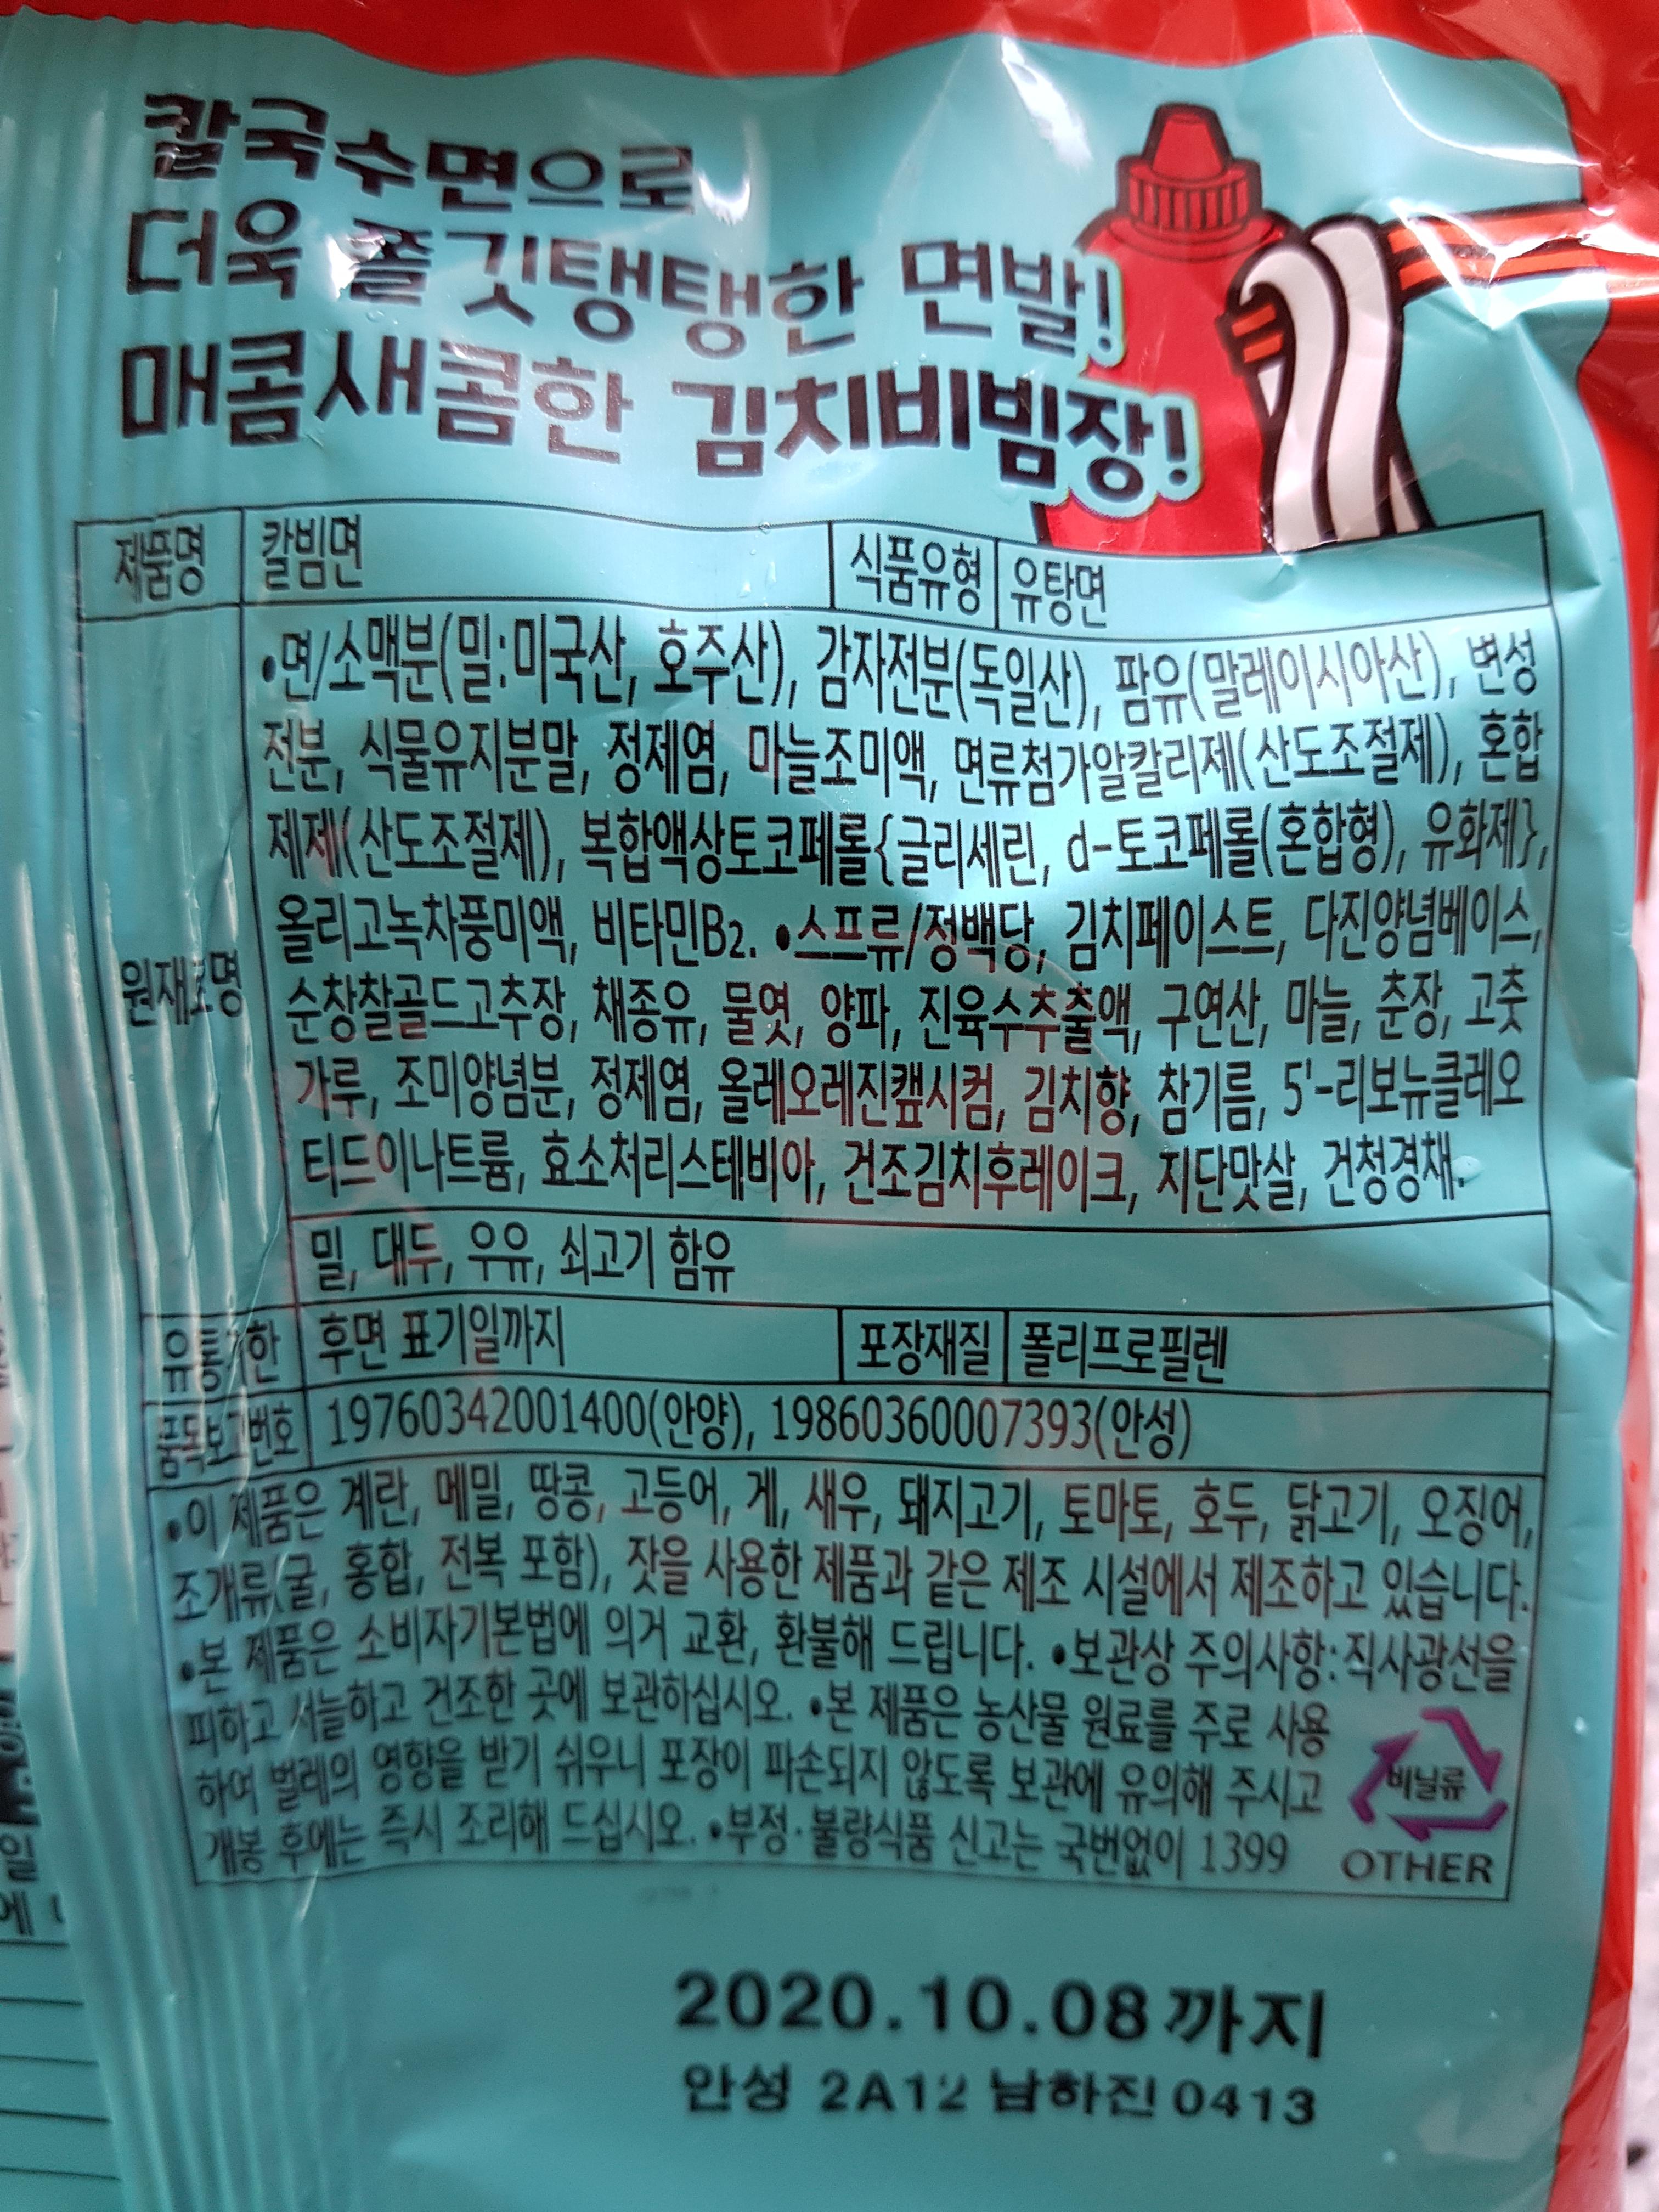 칼국수면으로
더욱 쫄깃탱탱한 면발!
매콤새콤한 김치비빔장!
제품명 칼빔면 식품유형 유탕면
•면/소맥분(밀:미국산, 호주산), 감자전분(독일산), 팜유(말레이시아산), 변성
전분, 식물유지분말, 정제염, 마늘조미액, 면류첨가알칼리제(산도조절제), 혼합
제제(산도조절제), 복합액상토코페롤{글리세린, d-토코페롤(혼합형), 유화제},
올리고녹차풍미액, 비타민B2. •스프류/정백당, 김치페이스트, 다진양념베이스,
원재료명 순창찰골드고추장, 채종유, 물엿, 양파, 진육수추출액, 구연산, 마늘, 춘장, 고춧
가루, 조미양념분, 정제염, 올레오레진캪시컴, 김치향, 참기름, 5'-리보뉴클레오
티드이나트륨, 효소처리스테비아, 건조김치후레이크, 지단맛살, 건청경채.
밀, 대두, 우유, 쇠고기 함유
유통기한 후면 표기일까지 포장재질 폴리프로필렌
품목보고번호 19760342001400(안양), 19860360007393(안성)
•이 제품은 계란, 메밀, 땅콩, 고등어, 게, 새우, 돼지고기, 토마토, 호두, 닭고기, 오징어,
조개류(굴, 홍합, 전복 포함), 잣을 사용한 제품과 같은 제조 시설에서 제조하고 있습니다.
•본 제품은 소비자기본법에 의거 교환, 환불해 드립니다. •보관상 주의사항:직사광선을
피하고 서늘하고 건조한 곳에 보관하십시오. •본 제품은 농산물 원료를 주로 사용
하여 벌레의 영향을 받기 쉬우니 포장이 파손되지 않도록 보관에 유의해 주시고
개봉 후에는 즉시 조리해 드십시오. •부정·불량식품 신고는 국번없이 1399
비닐류
OTHER
2020.10.08까지
안성 2A12 남하진 0413